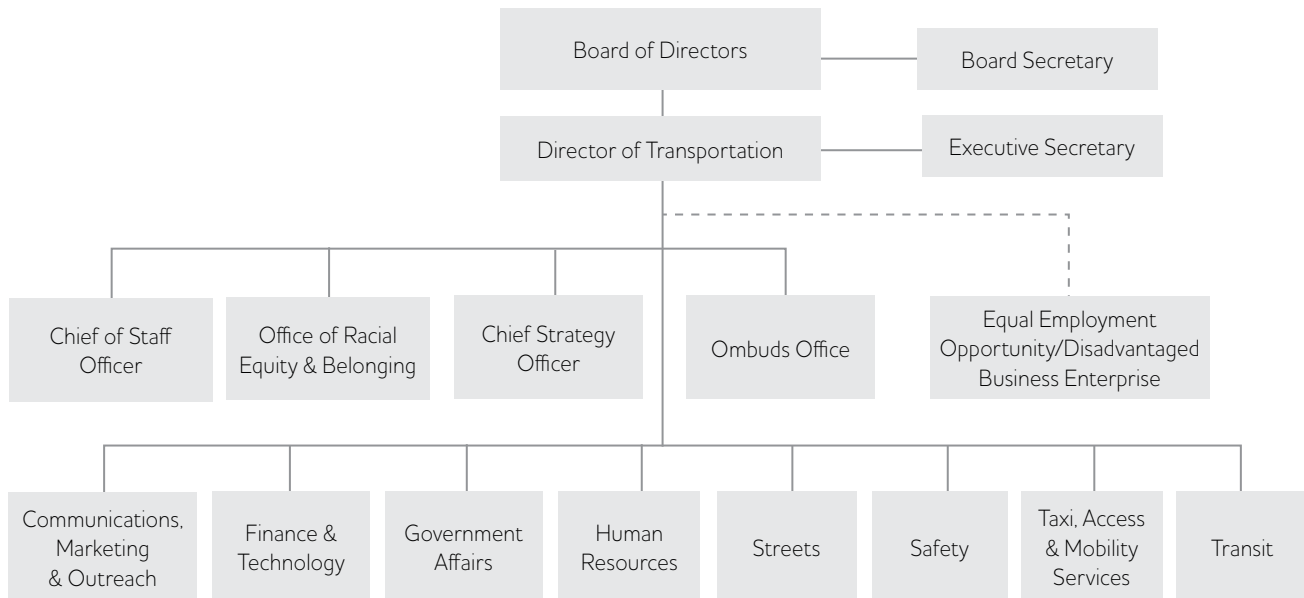 Board of Directors
Board Secretary
Director of Transportation
Executive Secretary
Chief of Staff
Officer
Office of Racial
Equity & Belonging
Chief Strategy
Officer
Ombuds Office
Equal Employment
Opportunity/Disadvantaged
Business Enterprise
Communications,
Marketing
& Outreach
Finance &
Technology
Government
Affairs
Human
Resources
Streets
Safety
Taxi, Access
& Mobility
Services
Transit